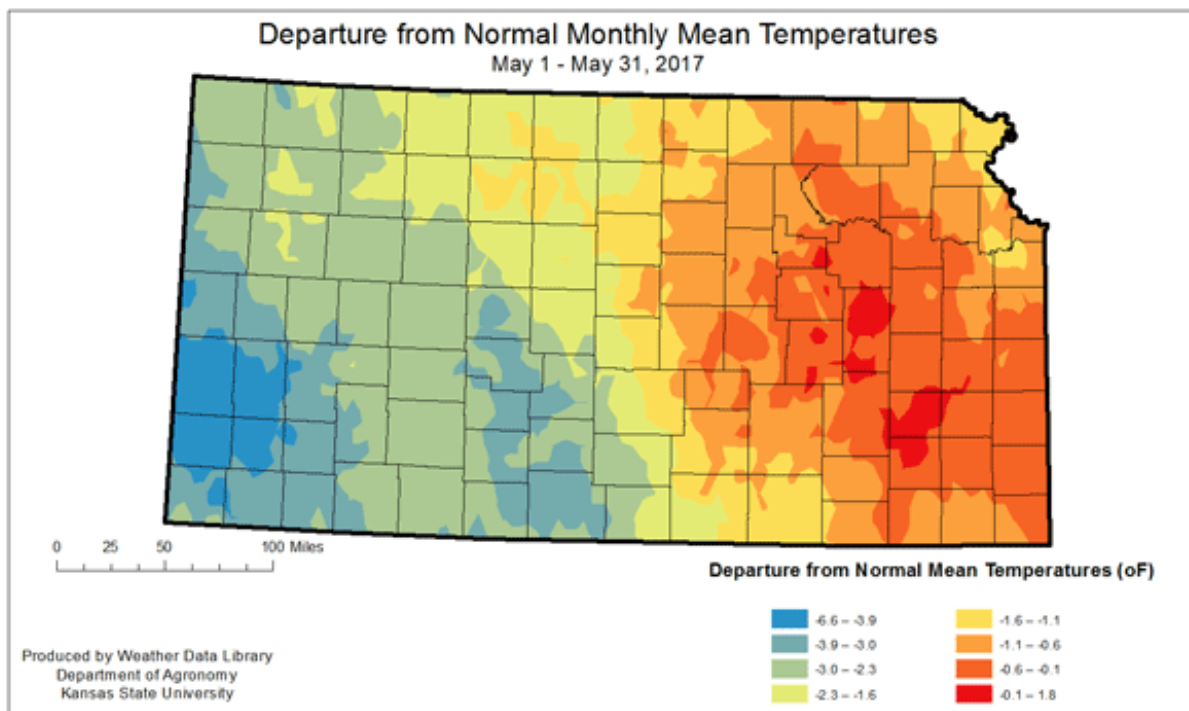 Departure from Normal Monthly Mean Temperatures
May 1 - May 31, 2017
0 25 50 100 Miles
Departure from Normal Mean Temperatures (oF)
-6.6 – -3.9
-3.9 – -3.0
-3.0 – -2.3
-2.3 – -1.6
-1.6 – -1.1
-1.1 – -0.6
-0.6 – -0.1
-0.1 – 1.8
Produced by Weather Data Library
Department of Agronomy
Kansas State University